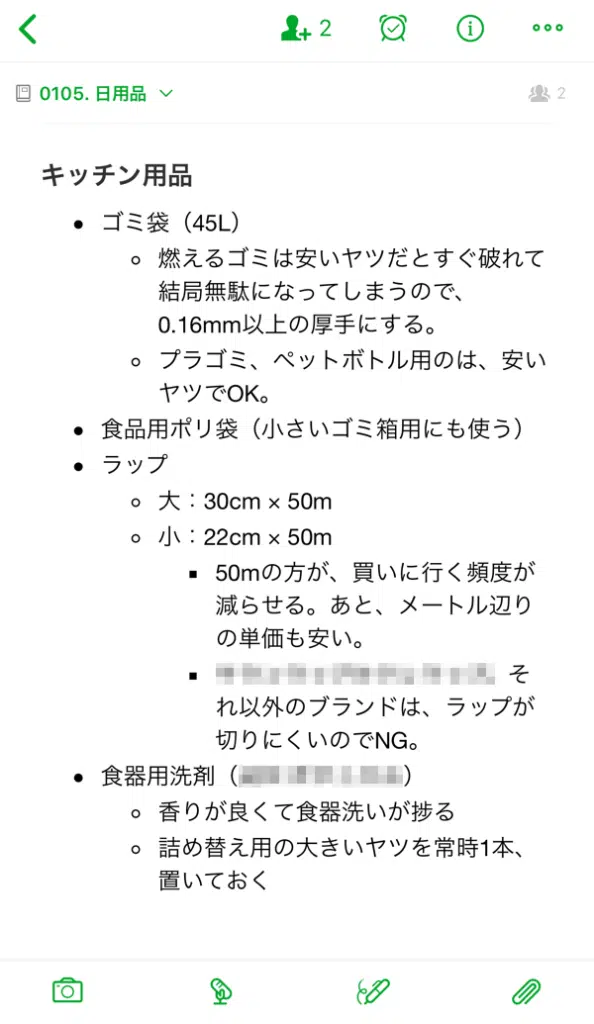 2
0105. 日用品
2
キッチン用品
ゴミ袋（45L）
燃えるゴミは安いヤツだとすぐ破れて
結局無駄になってしまうので、
0.16mm以上の厚手にする。
プラゴミ、ペットボトル用のは、安い
ヤツでOK。
食品用ポリ袋（小さいゴミ箱用にも使う）
ラップ
大：30cm × 50m
小：22cm × 50m
50mの方が、買いに行く頻度が
減らせる。あと、メートル辺り
の単価も安い。
そ
れ以外のブランドは、ラップが
切りにくいのでNG。
食器用洗剤（）
香りが良くて食器洗いが捗る
詰め替え用の大きいヤツを常時1本、
置いておく